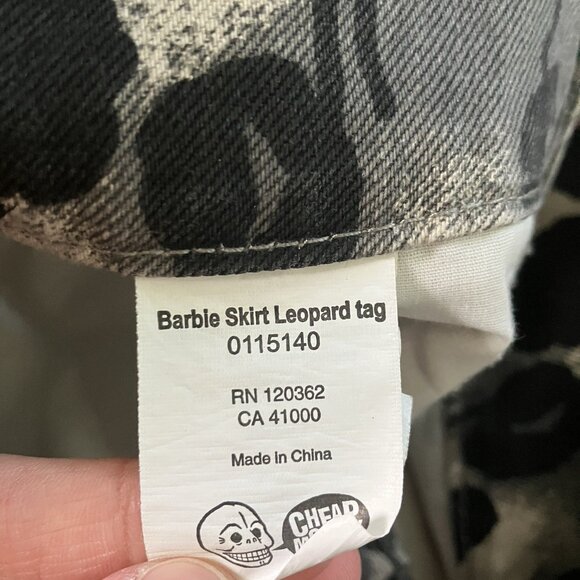 Barbie Skirt Leopard tag
0115140
RN 120362
CA 41000
Made in China
CHEAP